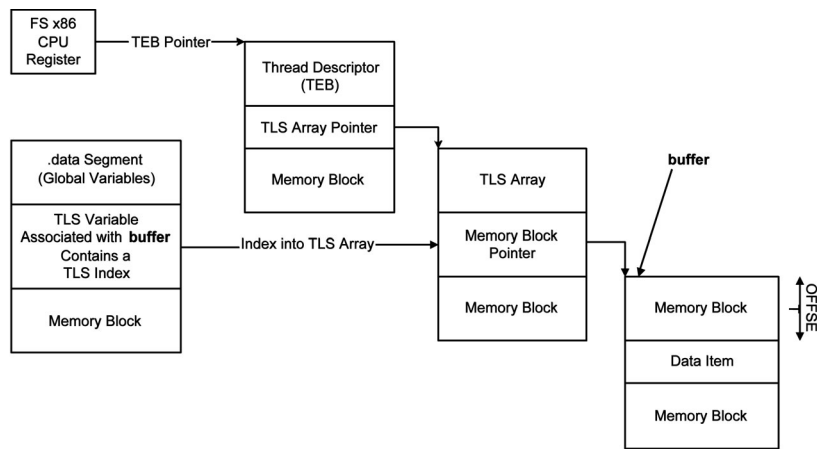 FS x86
CPU
Register
TEB Pointer
Thread Descriptor
(TEB)
TLS Array Pointer
Memory Block
.data Segment
(Global Variables)
TLS Variable
Associated with buffer
Contains a
TLS Index
Memory Block
Index into TLS Array
TLS Array
Memory Block
Pointer
Memory Block
buffer
Memory Block
Data Item
Memory Block
OFFSE